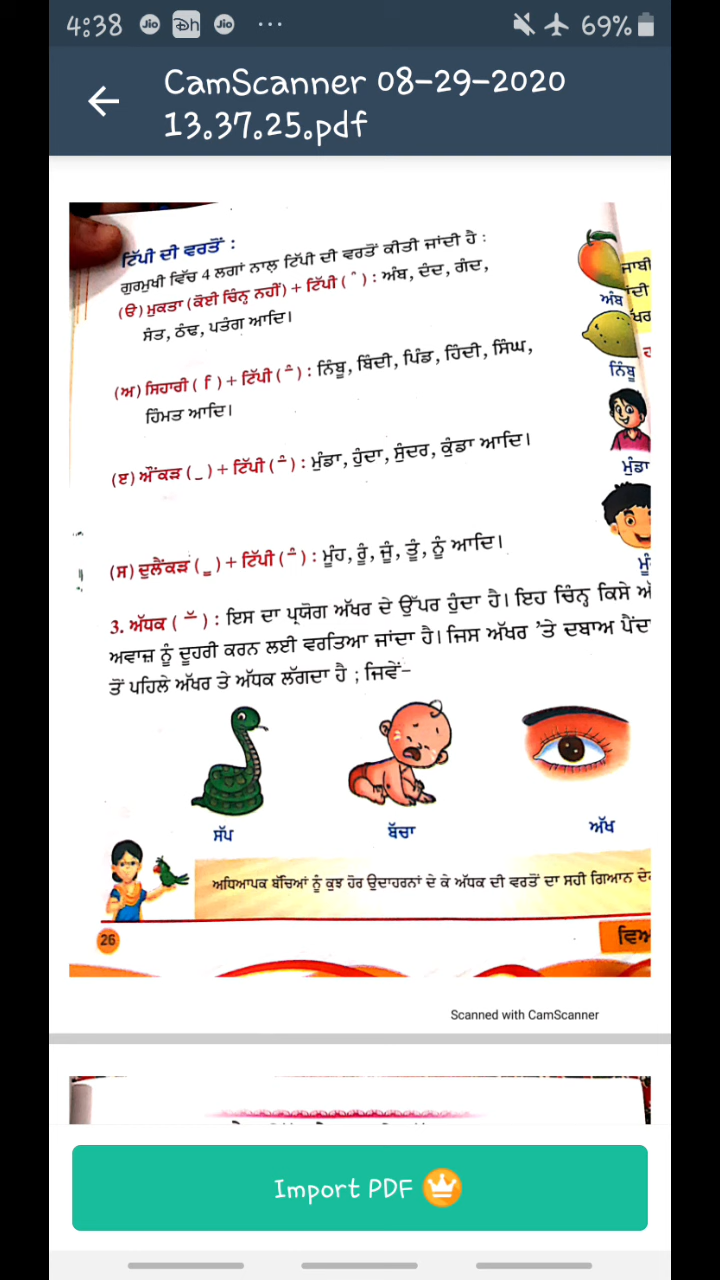 4:38 Jio Dh Jio ... 69%
CamScanner 08-29-2020
13.37.25.pdf
ਟਿੱਪੀ ਦੀ ਵਰਤੋਂ :
ਗੁਰਮੁਖੀ ਵਿੱਚ 4 ਲਗਾਂ ਨਾਲ਼ ਟਿੱਪੀ ਦੀ ਵਰਤੋਂ ਕੀਤੀ ਜਾਂਦੀ ਹੈ :
(ੳ) ਮੁਕਤਾ (ਕੋਈ ਚਿੰਨ੍ਹ ਨਹੀਂ) + ਟਿੱਪੀ ( ੰ ) : ਅੰਬ, ਦੰਦ, ਗੰਦ,
ਸੰਤ, ਠੰਢ, ਪਤੰਗ ਆਦਿ।
(ਅ) ਸਿਹਾਰੀ ( ਿ ) + ਟਿੱਪੀ ( ੰ ) : ਨਿੰਬੂ, ਬਿੰਦੀ, ਪਿੰਡ, ਹਿੰਦੀ, ਸਿੰਘ,
ਹਿੰਮਤ ਆਦਿ।
(ੲ) ਔਂਕੜ ( ੁ ) + ਟਿੱਪੀ ( ੰ ) : ਮੁੰਡਾ, ਹੁੰਦਾ, ਸੁੰਦਰ, ਕੁੰਡਾ ਆਦਿ।
(ਸ) ਦੁਲੈਂਕੜ ( ੂ ) + ਟਿੱਪੀ ( ੰ ) : ਮੂੰਹ, ਰੂੰ, ਜੂੰ, ਤੂੰ, ਨੂੰ ਆਦਿ।
ਅੰਬ
ਨਿੰਬੂ
ਮੁੰਡਾ
ਮੂੰ
3. ਅੱਧਕ ( ੱ ) : ਇਸ ਦਾ ਪ੍ਰਯੋਗ ਅੱਖਰ ਦੇ ਉੱਪਰ ਹੁੰਦਾ ਹੈ। ਇਹ ਚਿੰਨ੍ਹ ਕਿਸੇ
ਅਵਾਜ਼ ਨੂੰ ਦੂਹਰੀ ਕਰਨ ਲਈ ਵਰਤਿਆ ਜਾਂਦਾ ਹੈ। ਜਿਸ ਅੱਖਰ 'ਤੇ ਦਬਾਅ ਪੈਂਦਾ
ਤੋਂ ਪਹਿਲੇ ਅੱਖਰ ਤੇ ਅੱਧਕ ਲੱਗਦਾ ਹੈ ; ਜਿਵੇਂ–
ਸੱਪ ਬੱਚਾ ਅੱਖ
ਅਧਿਆਪਕ ਬੱਚਿਆਂ ਨੂੰ ਕੁਝ ਹੋਰ ਉਦਾਹਰਨਾਂ ਦੇ ਕੇ ਅੱਧਕ ਦੀ ਵਰਤੋਂ ਦਾ ਸਹੀ ਗਿਆਨ
26
ਵਿਅ
Scanned with CamScanner
Import PDF